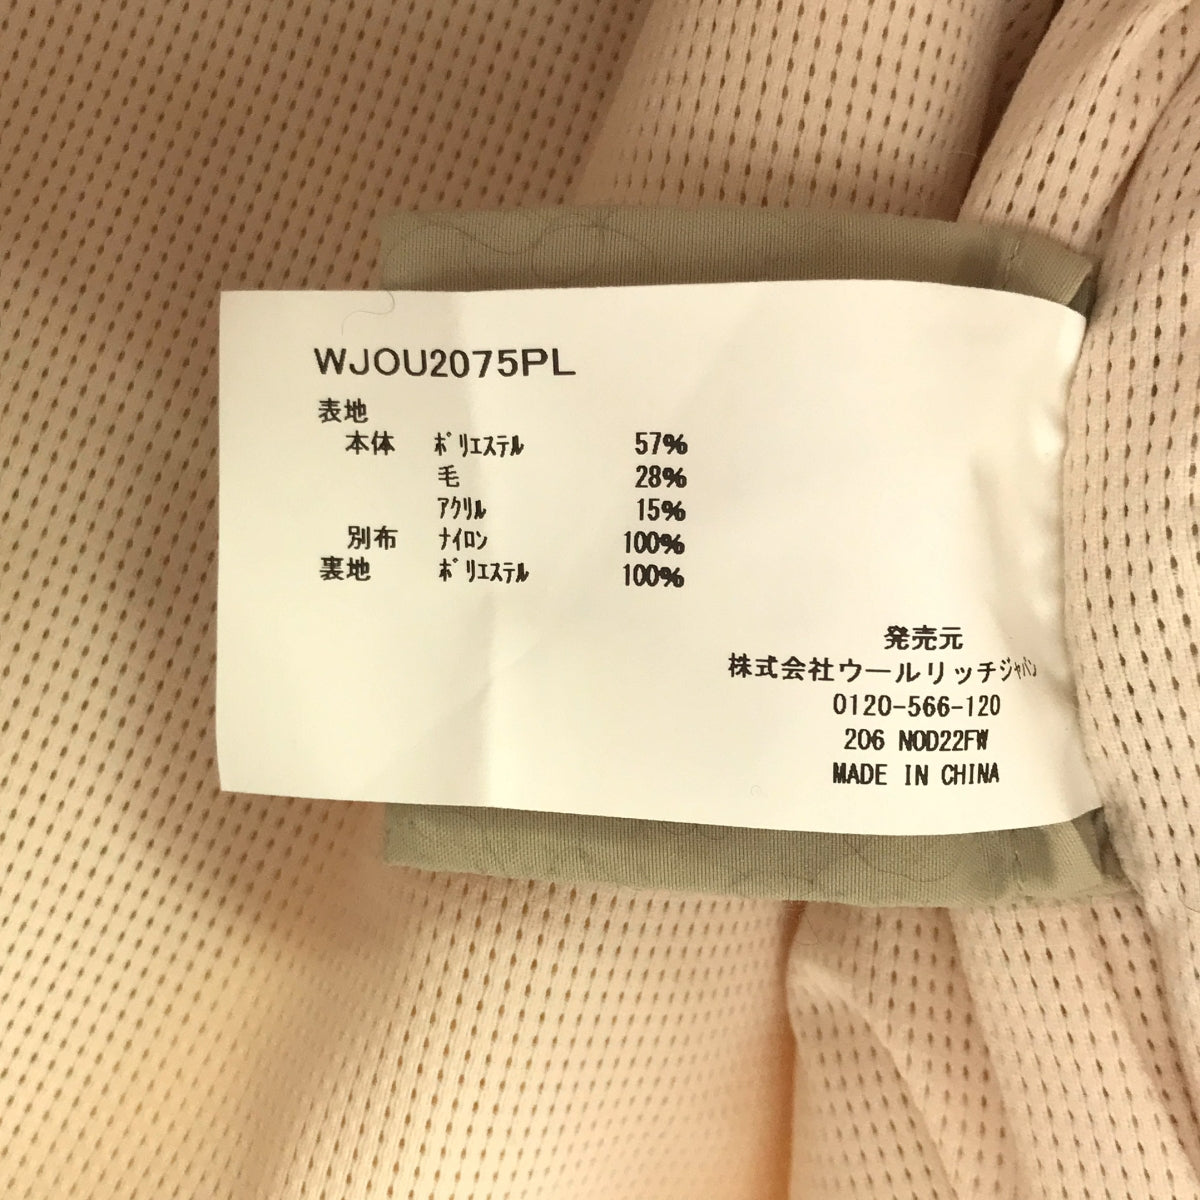 WJOU2075PL
表地
本体 ﾎﾟﾘｴｽﾃﾙ 57%
毛 28%
ｱｸﾘﾙ 15%
別布 ﾅｲﾛﾝ 100%
裏地 ﾎﾟﾘｴｽﾃﾙ 100%
発売元
株式会社ウールリッチジャパン
0120-566-120
206 NOD22FW
MADE IN CHINA